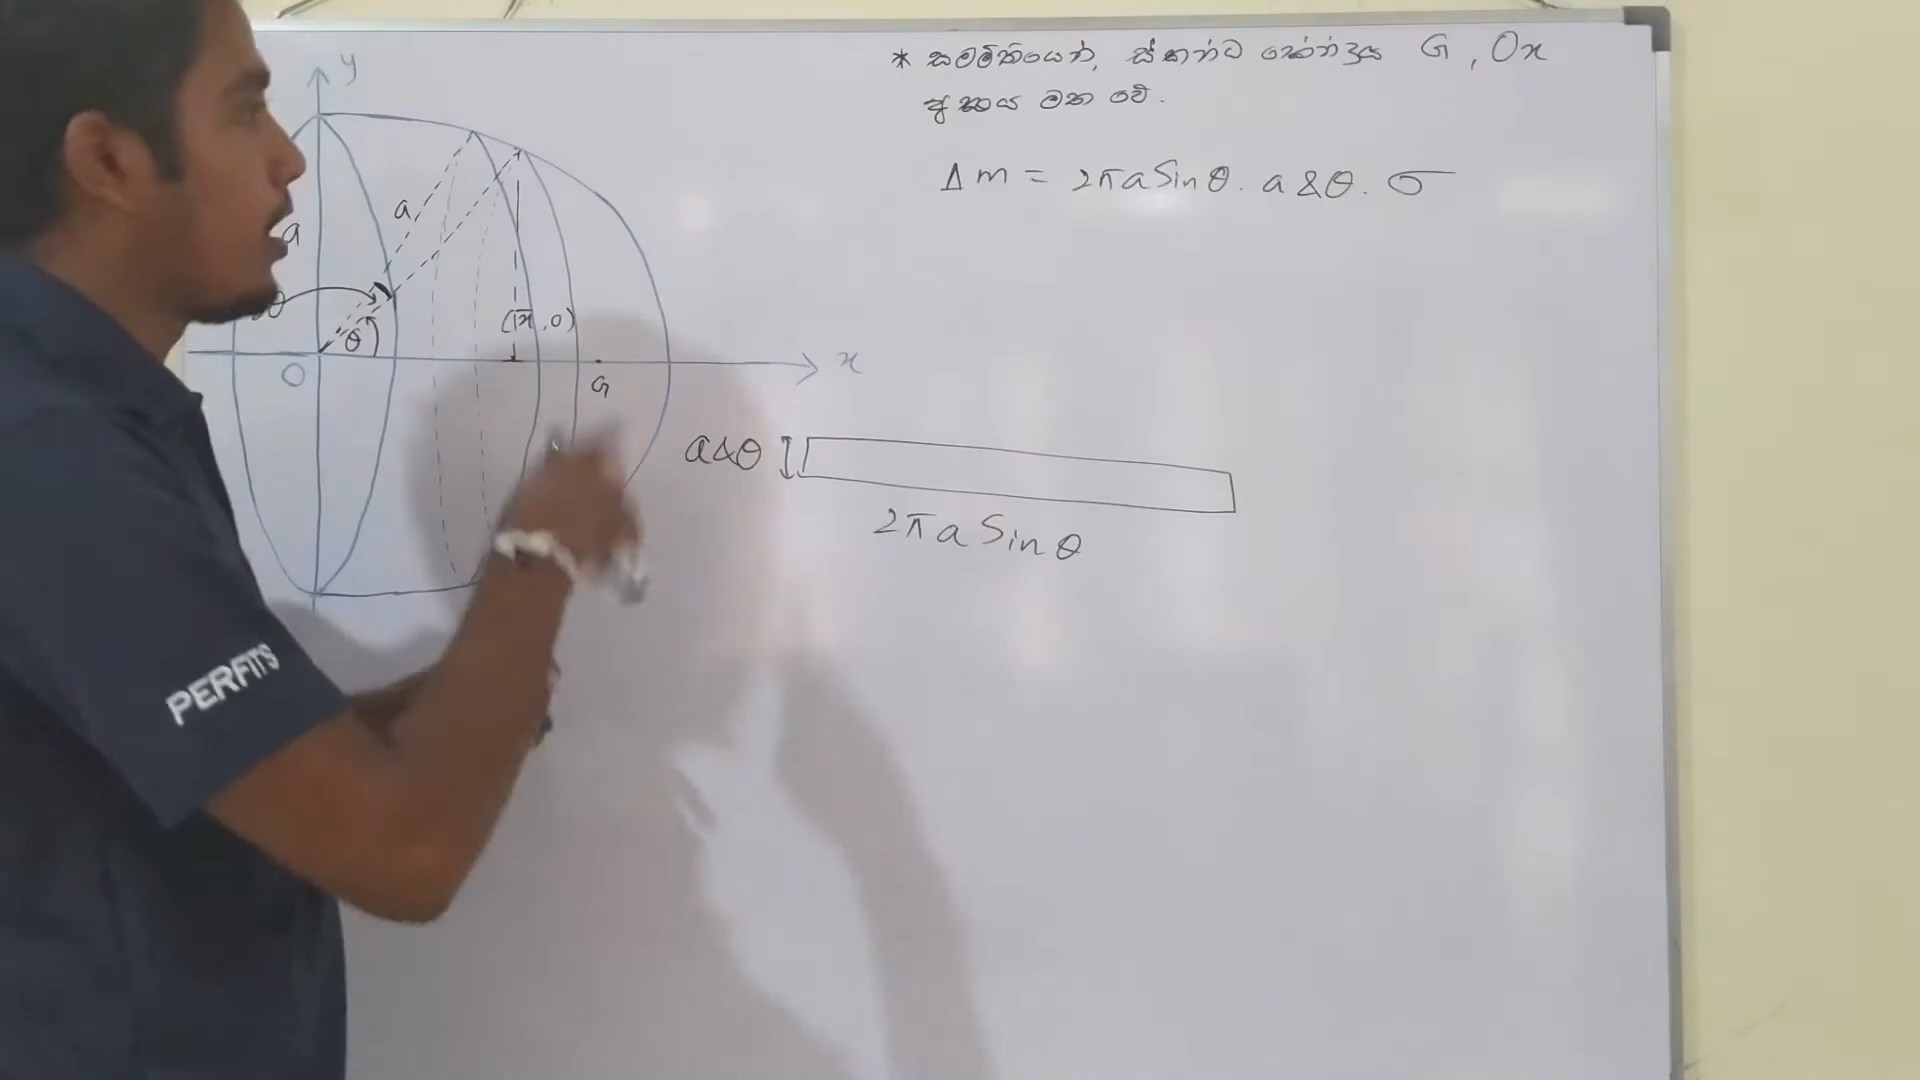 * සමමිතියෙන්, ස්කන්ධ කේන්ද්‍රය G , Ox
අක්ෂය මත වේ.
Δm = 2πa Sinθ. a δθ. σ
y
a
a
θ
(x̄, 0)
O
G
x
aΔθ
2πa Sinθ
PERFITS